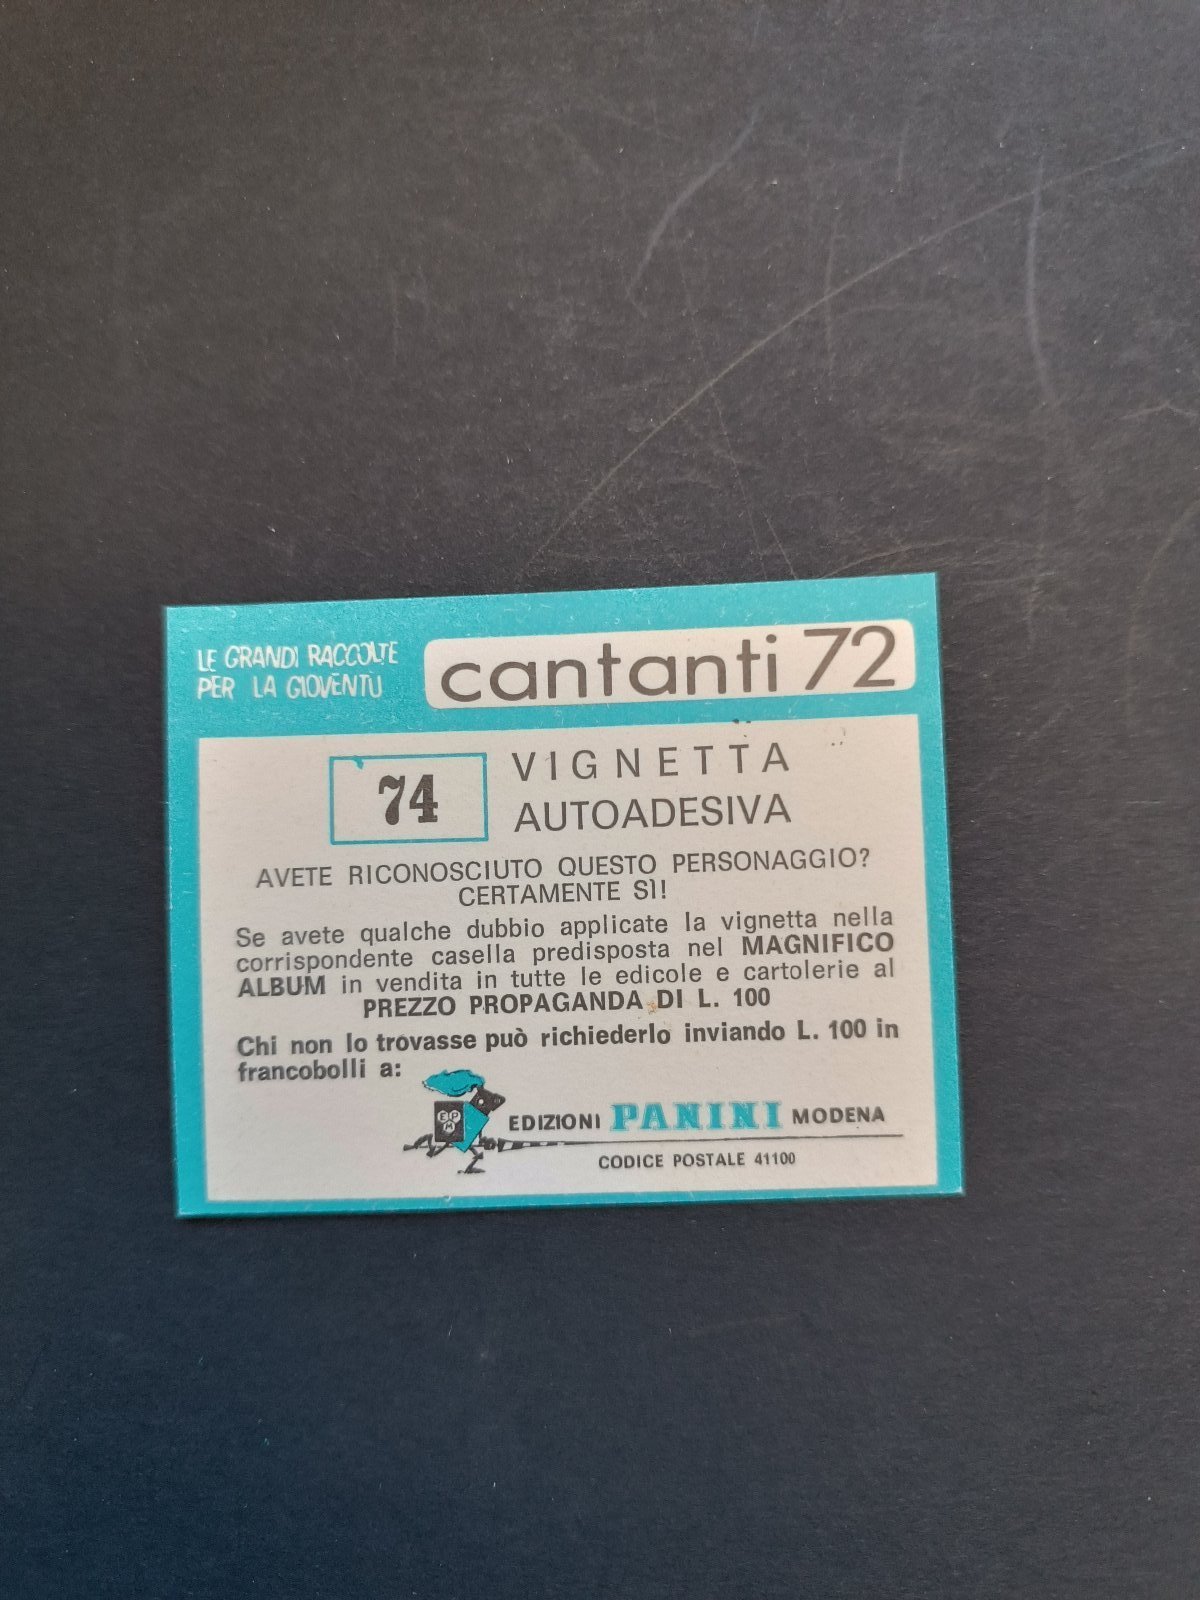 LE GRANDI RACCOLTE
PER LA GIOVENTÙ
cantanti 72
74
VIGNETTA
AUTOADESIVA
AVETE RICONOSCIUTO QUESTO PERSONAGGIO?
CERTAMENTE SÌ!
Se avete qualche dubbio applicate la vignetta nella
corrispondente casella predisposta nel MAGNIFICO
ALBUM in vendita in tutte le edicole e cartolerie al
PREZZO PROPAGANDA DI L. 100
Chi non lo trovasse può richiederlo inviando L. 100 in
francobolli a:
EPM
EDIZIONI PANINI MODENA
CODICE POSTALE 41100